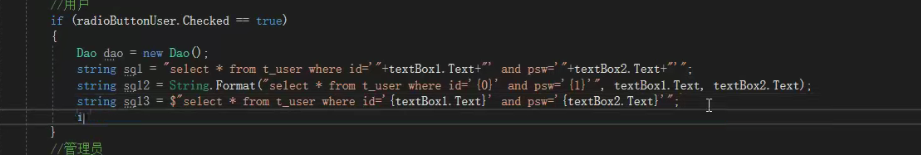 //用户
if (radioButtonUser.Checked == true)
{
Dao dao = new Dao();
string sql = "select * from t_user where id='"+textBox1.Text+"' and psw='"+textBox2.Text+"'";
string sql2 = String.Format("select * from t_user where id='{0}' and psw='{1}'", textBox1.Text, textBox2.Text);
string sql3 = $"select * from t_user where id='{textBox1.Text}' and psw='{textBox2.Text}'";
i
}
//管理员